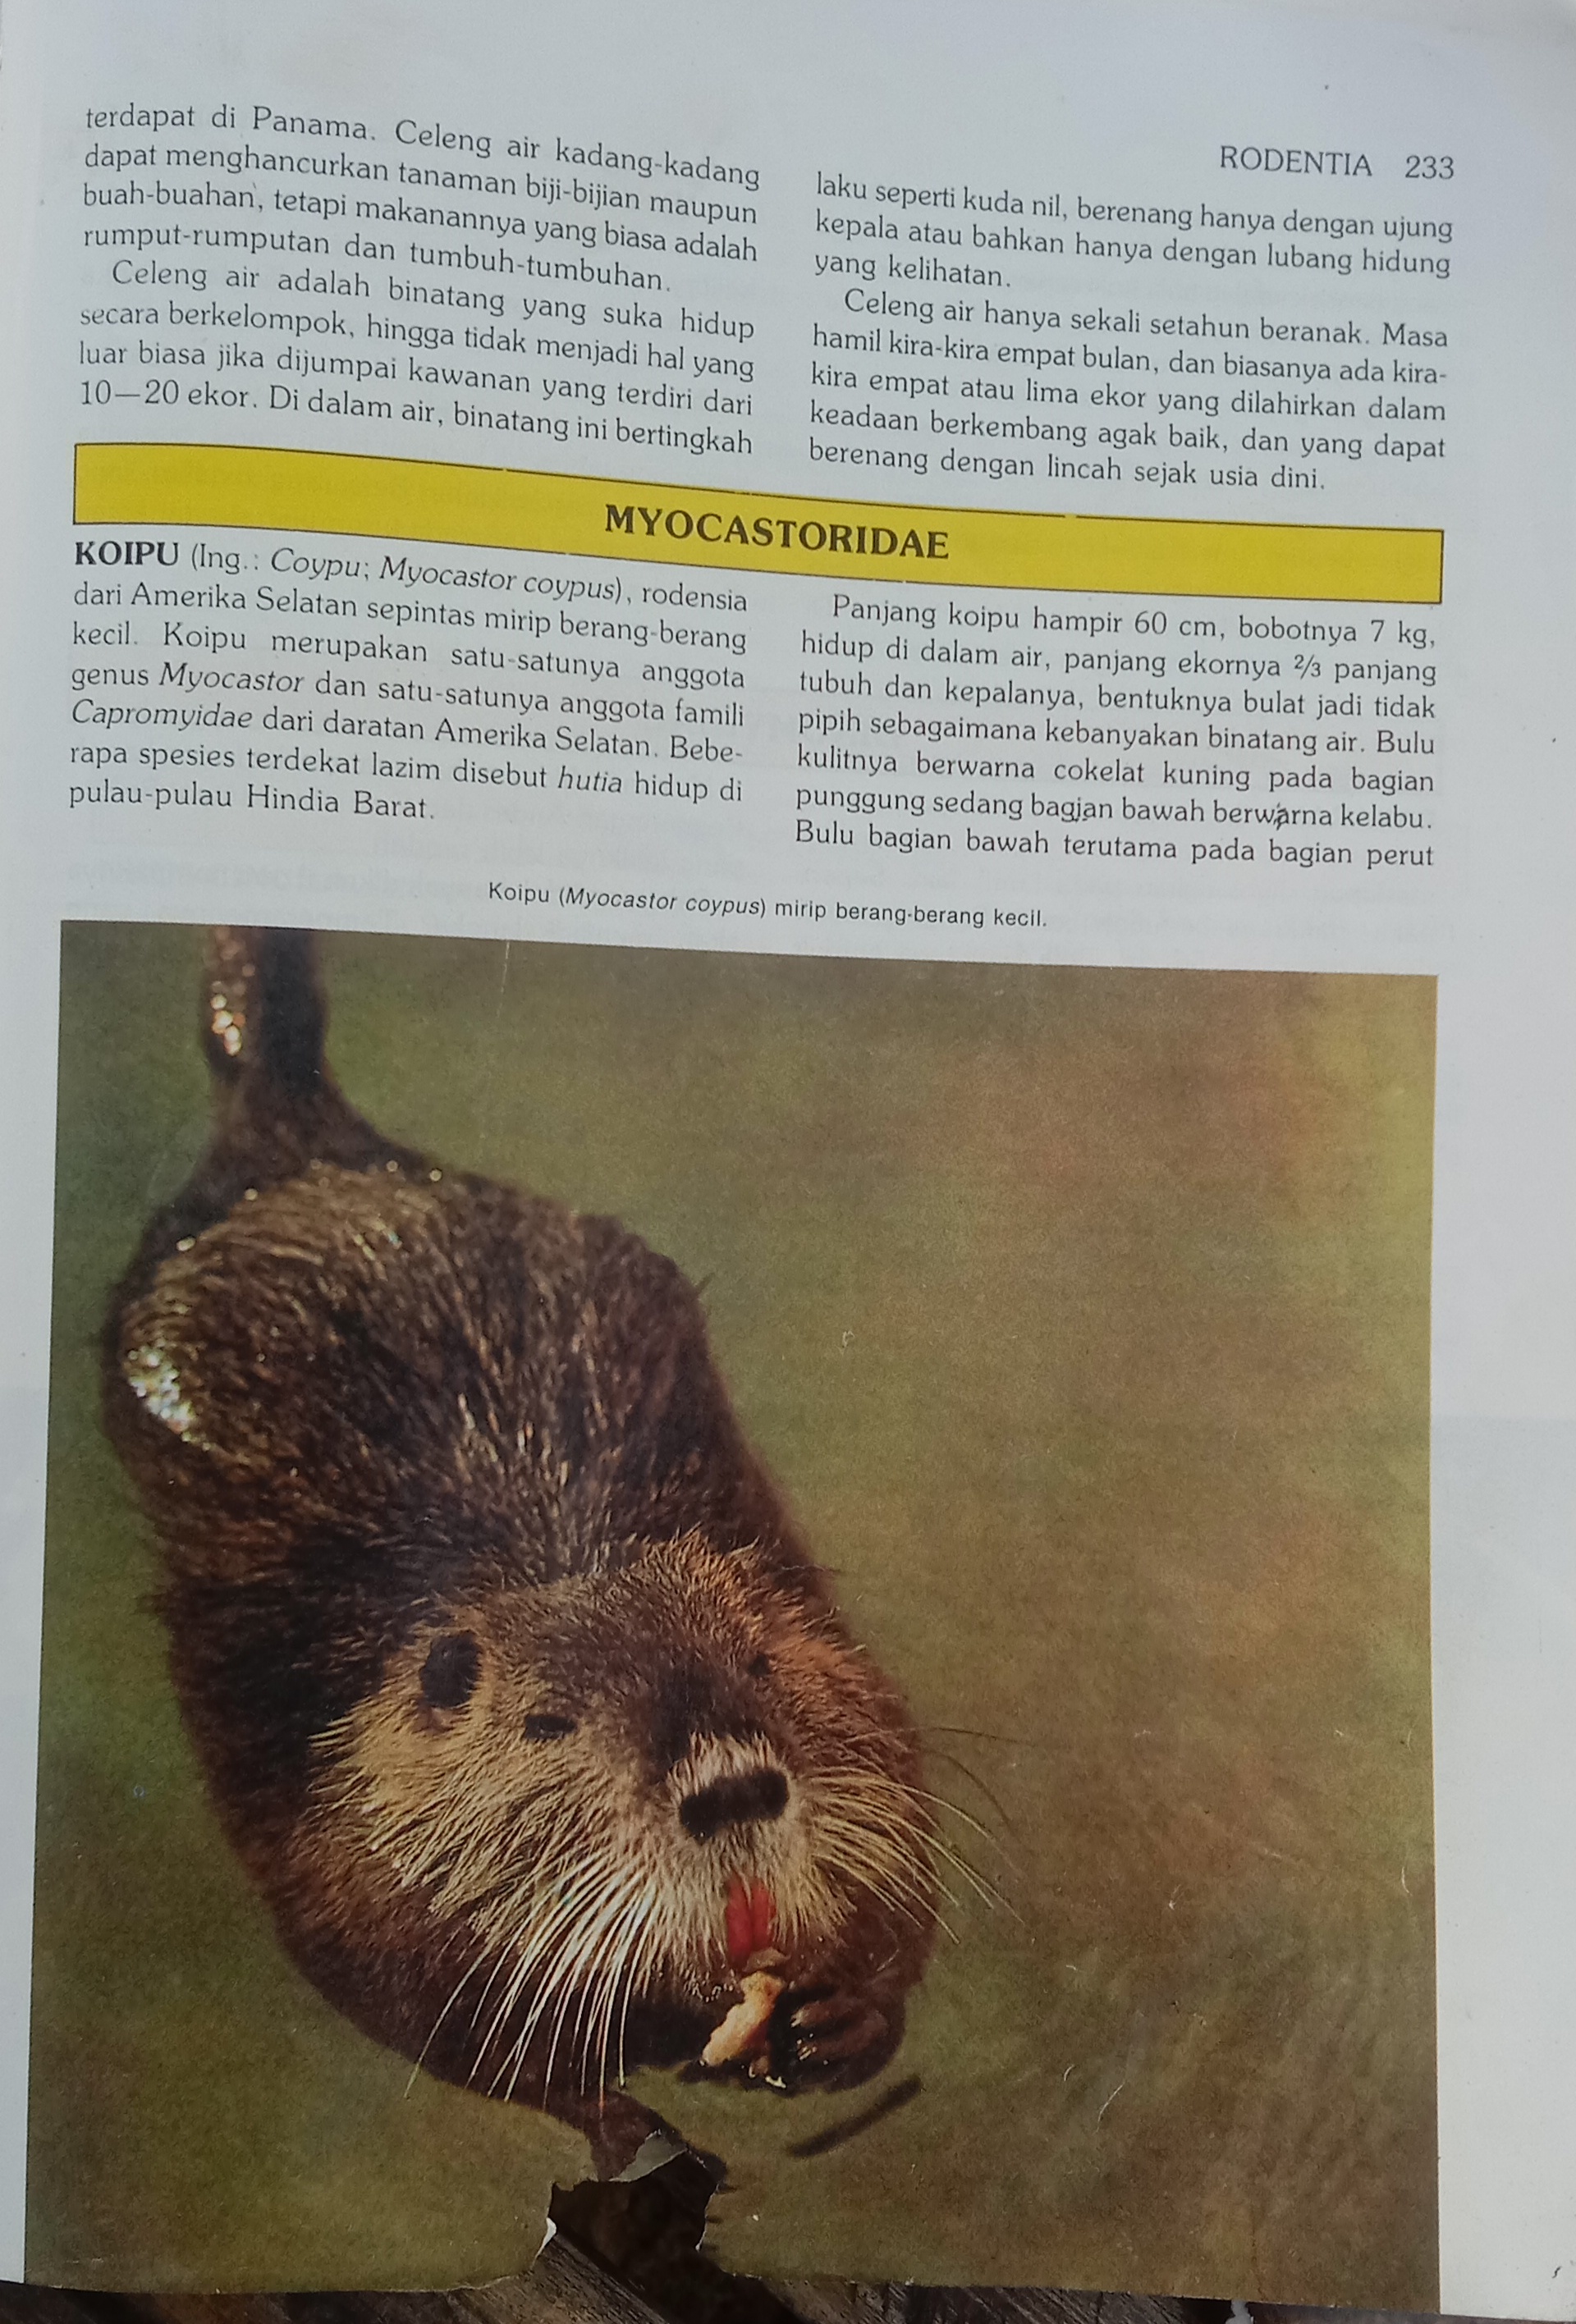 RODENTIA 233
terdapat di Panama. Celeng air kadang-kadang
dapat menghancurkan tanaman biji-bijian maupun
buah-buahan, tetapi makanannya yang biasa adalah
rumput-rumputan dan tumbuh-tumbuhan.
Celeng air adalah binatang yang suka hidup
secara berkelompok, hingga tidak menjadi hal yang
luar biasa jika dijumpai kawanan yang terdiri dari
10—20 ekor. Di dalam air, binatang ini bertingkah
laku seperti kuda nil, berenang hanya dengan ujung
kepala atau bahkan hanya dengan lubang hidung
yang kelihatan.
Celeng air hanya sekali setahun beranak. Masa
hamil kira-kira empat bulan, dan biasanya ada kira-
kira empat atau lima ekor yang dilahirkan dalam
keadaan berkembang agak baik, dan yang dapat
berenang dengan lincah sejak usia dini.
MYOCASTORIDAE
KOIPU (Ing.: Coypu; Myocastor coypus), rodensia
dari Amerika Selatan sepintas mirip berang-berang
kecil. Koipu merupakan satu-satunya anggota
genus Myocastor dan satu-satunya anggota famili
Capromyidae dari daratan Amerika Selatan. Bebe-
rapa spesies terdekat lazim disebut hutia hidup di
pulau-pulau Hindia Barat.
Panjang koipu hampir 60 cm, bobotnya 7 kg,
hidup di dalam air, panjang ekornya ⅔ panjang
tubuh dan kepalanya, bentuknya bulat jadi tidak
pipih sebagaimana kebanyakan binatang air. Bulu
kulitnya berwarna cokelat kuning pada bagian
punggung sedang bagian bawah berwarna kelabu.
Bulu bagian bawah terutama pada bagian perut
Koipu (Myocastor coypus) mirip berang-berang kecil.